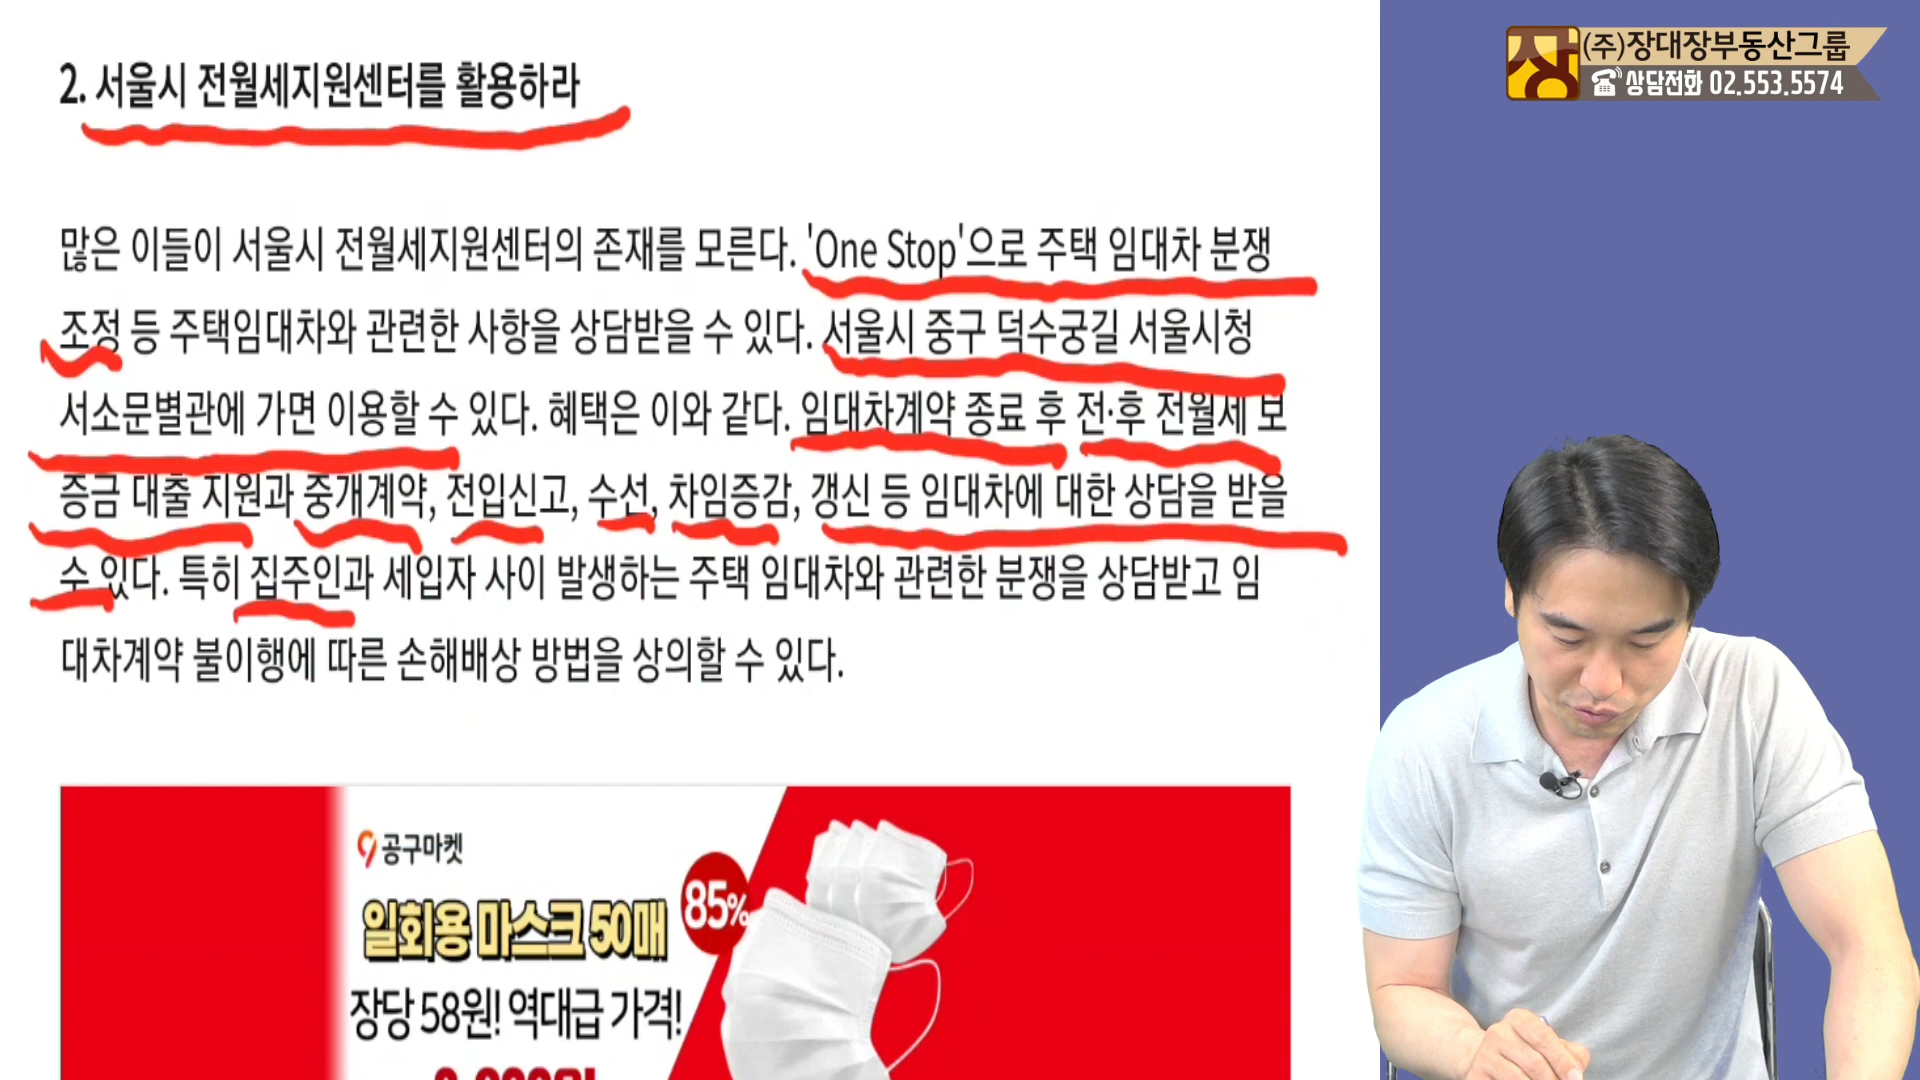 2. 서울시 전월세지원센터를 활용하라
많은 이들이 서울시 전월세지원센터의 존재를 모른다. 'One Stop'으로 주택 임대차 분쟁
조정 등 주택임대차와 관련한 사항을 상담받을 수 있다. 서울시 중구 덕수궁길 서울시청
서소문별관에 가면 이용할 수 있다. 혜택은 이와 같다. 임대차계약 종료 후 전·후 전월세 보
증금 대출 지원과 중개계약, 전입신고, 수선, 차임증감, 갱신 등 임대차에 대한 상담을 받을
수 있다. 특히 집주인과 세입자 사이 발생하는 주택 임대차와 관련한 분쟁을 상담받고 임
대차계약 불이행에 따른 손해배상 방법을 상의할 수 있다.
공구마켓
일회용 마스크 50매
85%
장당 58원! 역대급 가격!
장
(주)장대장부동산그룹
상담전화 02.553.5574